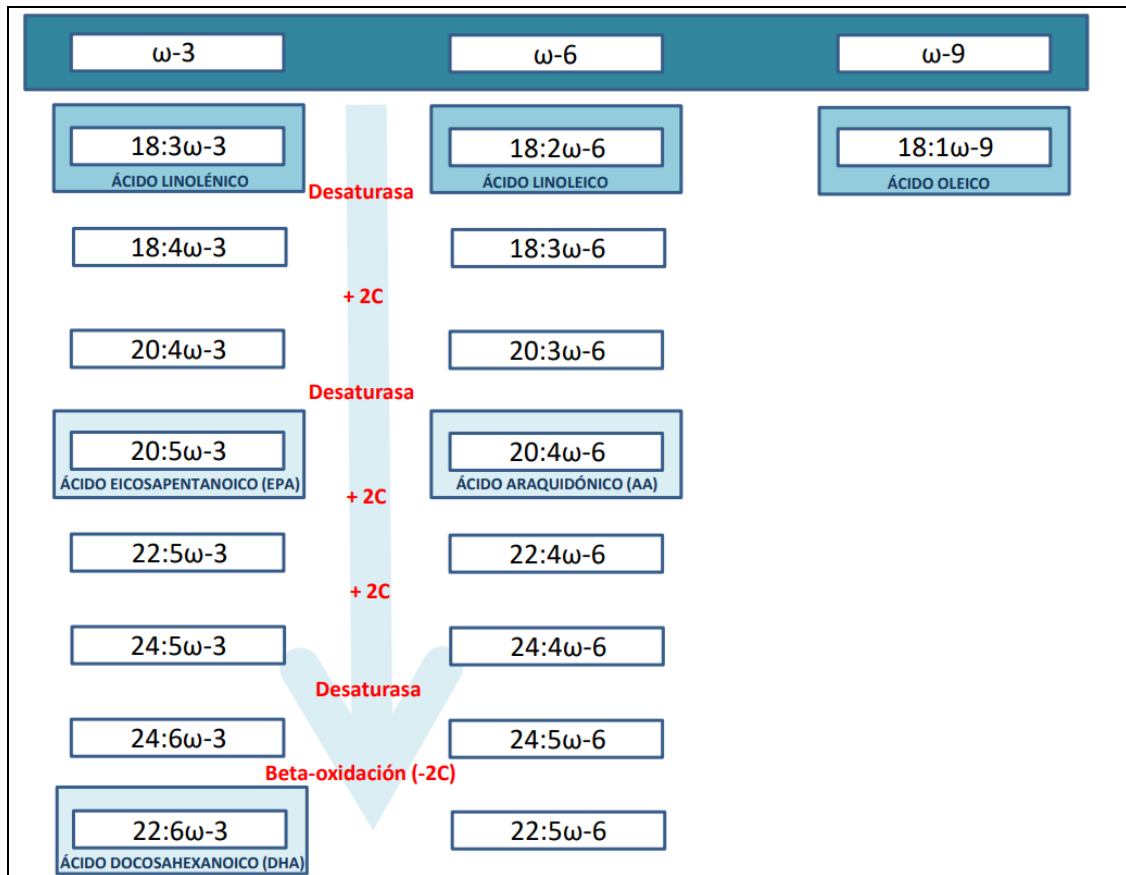 ω-3
ω-6
ω-9
18:3ω-3
ÁCIDO LINOLÉNICO
18:2ω-6
ÁCIDO LINOLEICO
18:1ω-9
ÁCIDO OLEICO
Desaturasa
18:4ω-3
18:3ω-6
+ 2C
20:4ω-3
20:3ω-6
Desaturasa
20:5ω-3
ÁCIDO EICOSAPENTANOICO (EPA)
20:4ω-6
ÁCIDO ARAQUIDÓNICO (AA)
+ 2C
22:5ω-3
22:4ω-6
+ 2C
24:5ω-3
24:4ω-6
Desaturasa
24:6ω-3
24:5ω-6
Beta-oxidación (-2C)
22:6ω-3
ÁCIDO DOCOSAHEXANOICO (DHA)
22:5ω-6